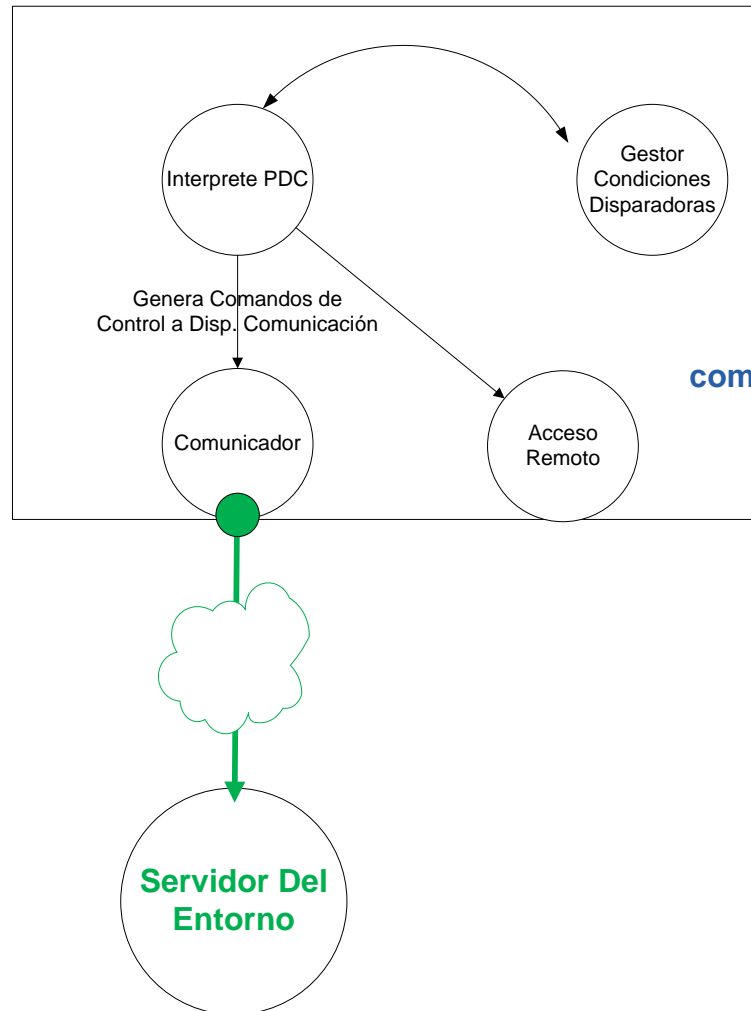 Interprete PDC
Gestor
Condiciones
Disparadoras
Genera Comandos de
Control a Disp. Comunicación
com
Comunicador
Acceso
Remoto
Servidor Del
Entorno